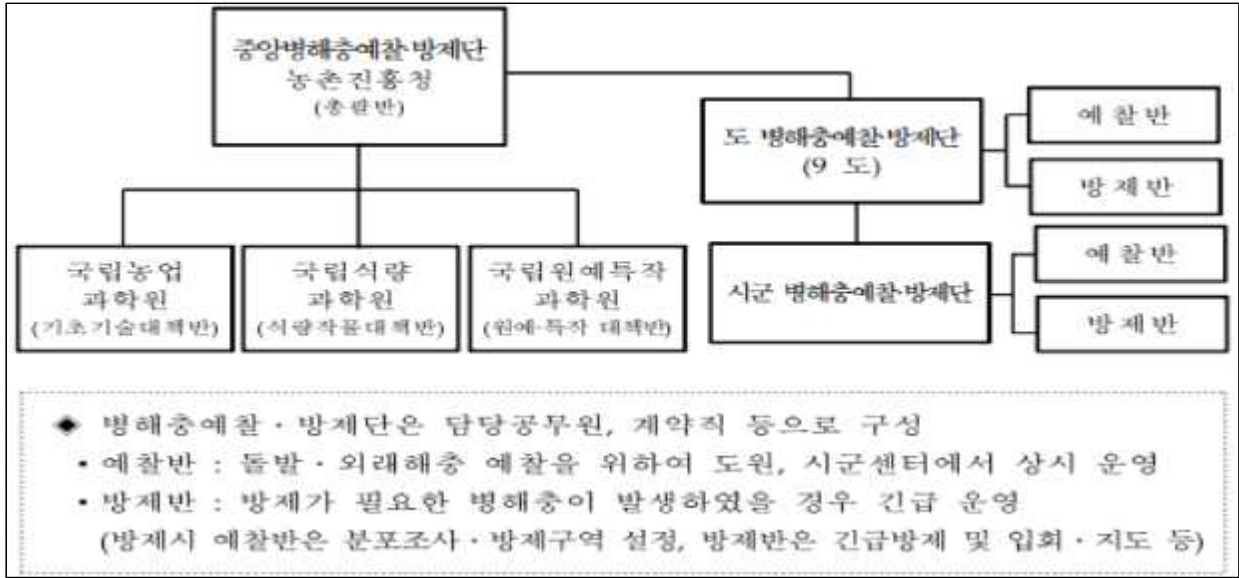 중앙병해충예찰·방제단
농촌진흥청
(총괄반)
도 병해충예찰·방제단
(9 도)
예 찰 반
방 제 반
국립농업
과학원
(기초기술대책반)
국립식량
과학원
(식량작물대책반)
국립원예특작
과학원
(원예·특작 대책반)
시군 병해충예찰·방제단
예 찰 반
방 제 반
◈ 병해충예찰·방제단은 담당공무원, 계약직 등으로 구성
• 예찰반 : 돌발·외래해충 예찰을 위하여 도원, 시군센터에서 상시 운영
• 방제반 : 방제가 필요한 병해충이 발생하였을 경우 긴급 운영
(방제시 예찰반은 분포조사·방제구역 설정, 방제반은 긴급방제 및 입회·지도 등)